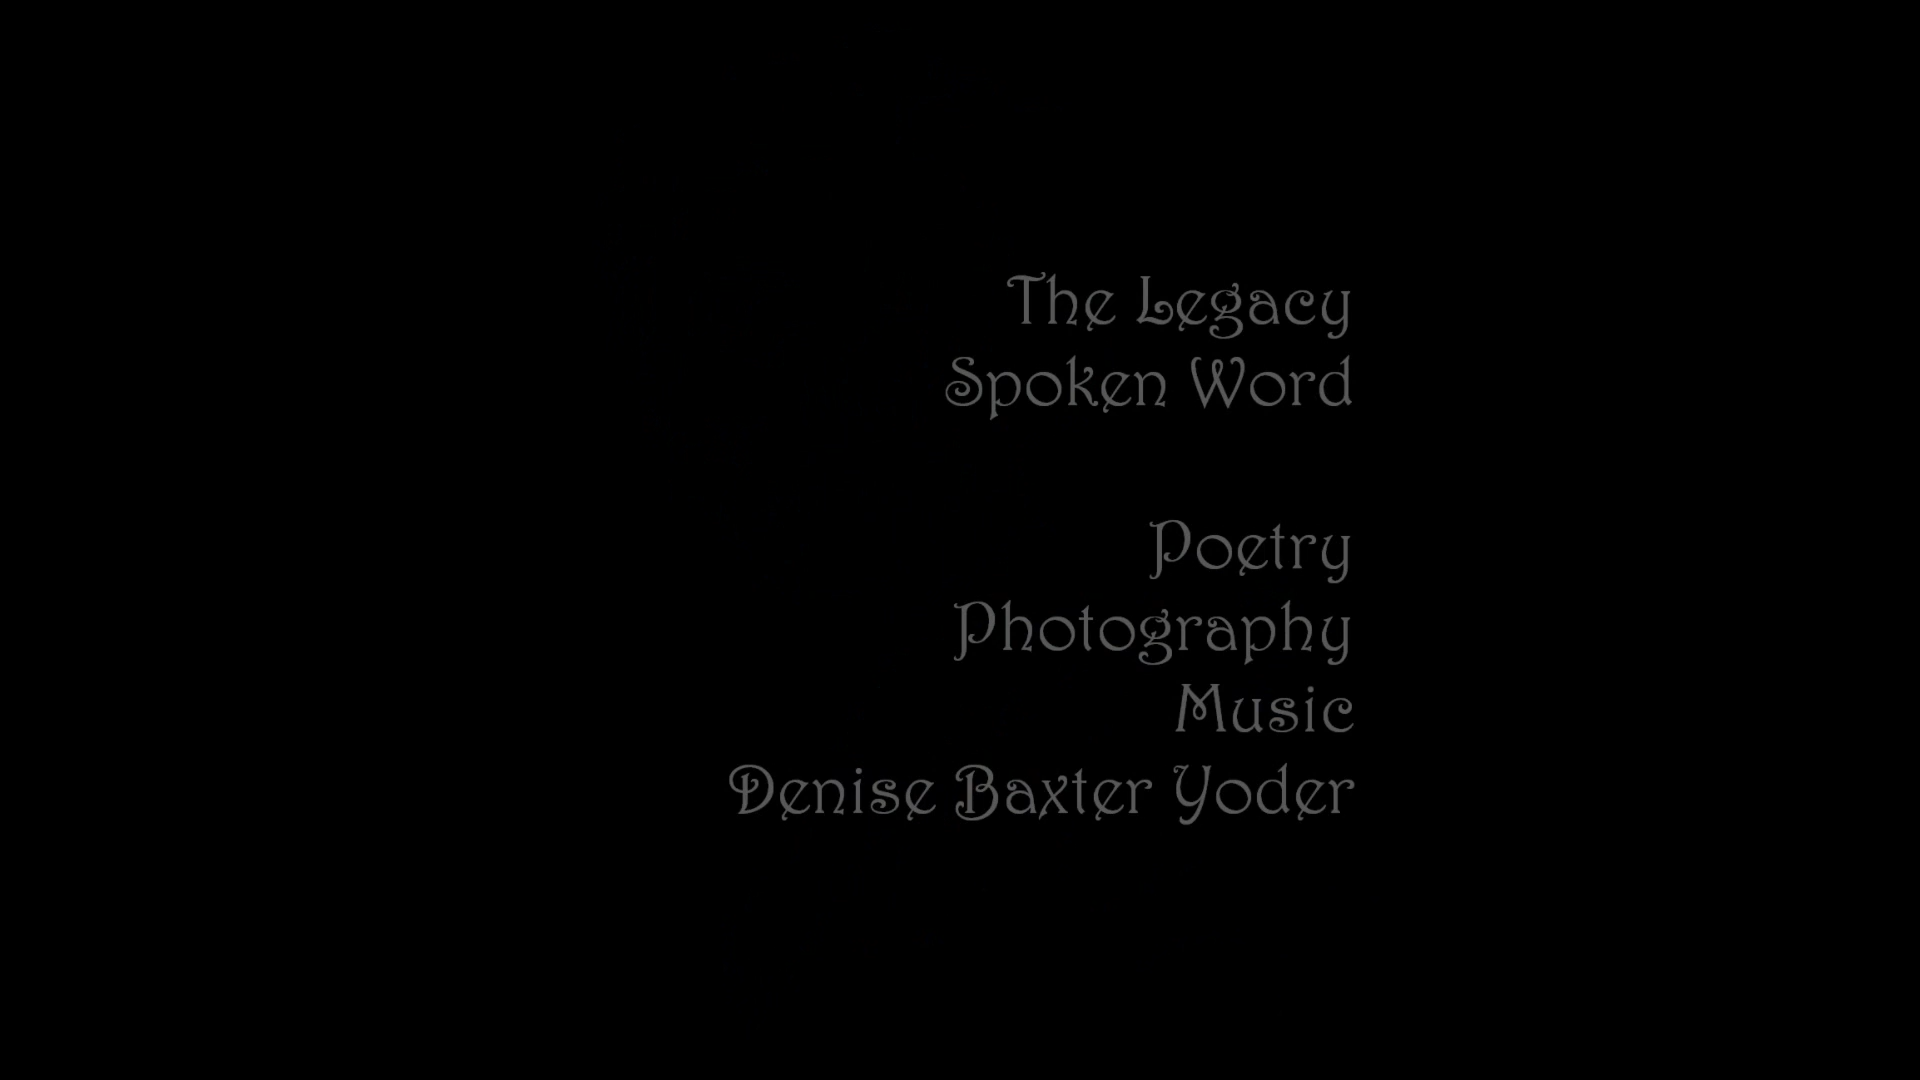 The Legacy
Spoken Word
Poetry
Photography
Music
Denise Baxter Yoder